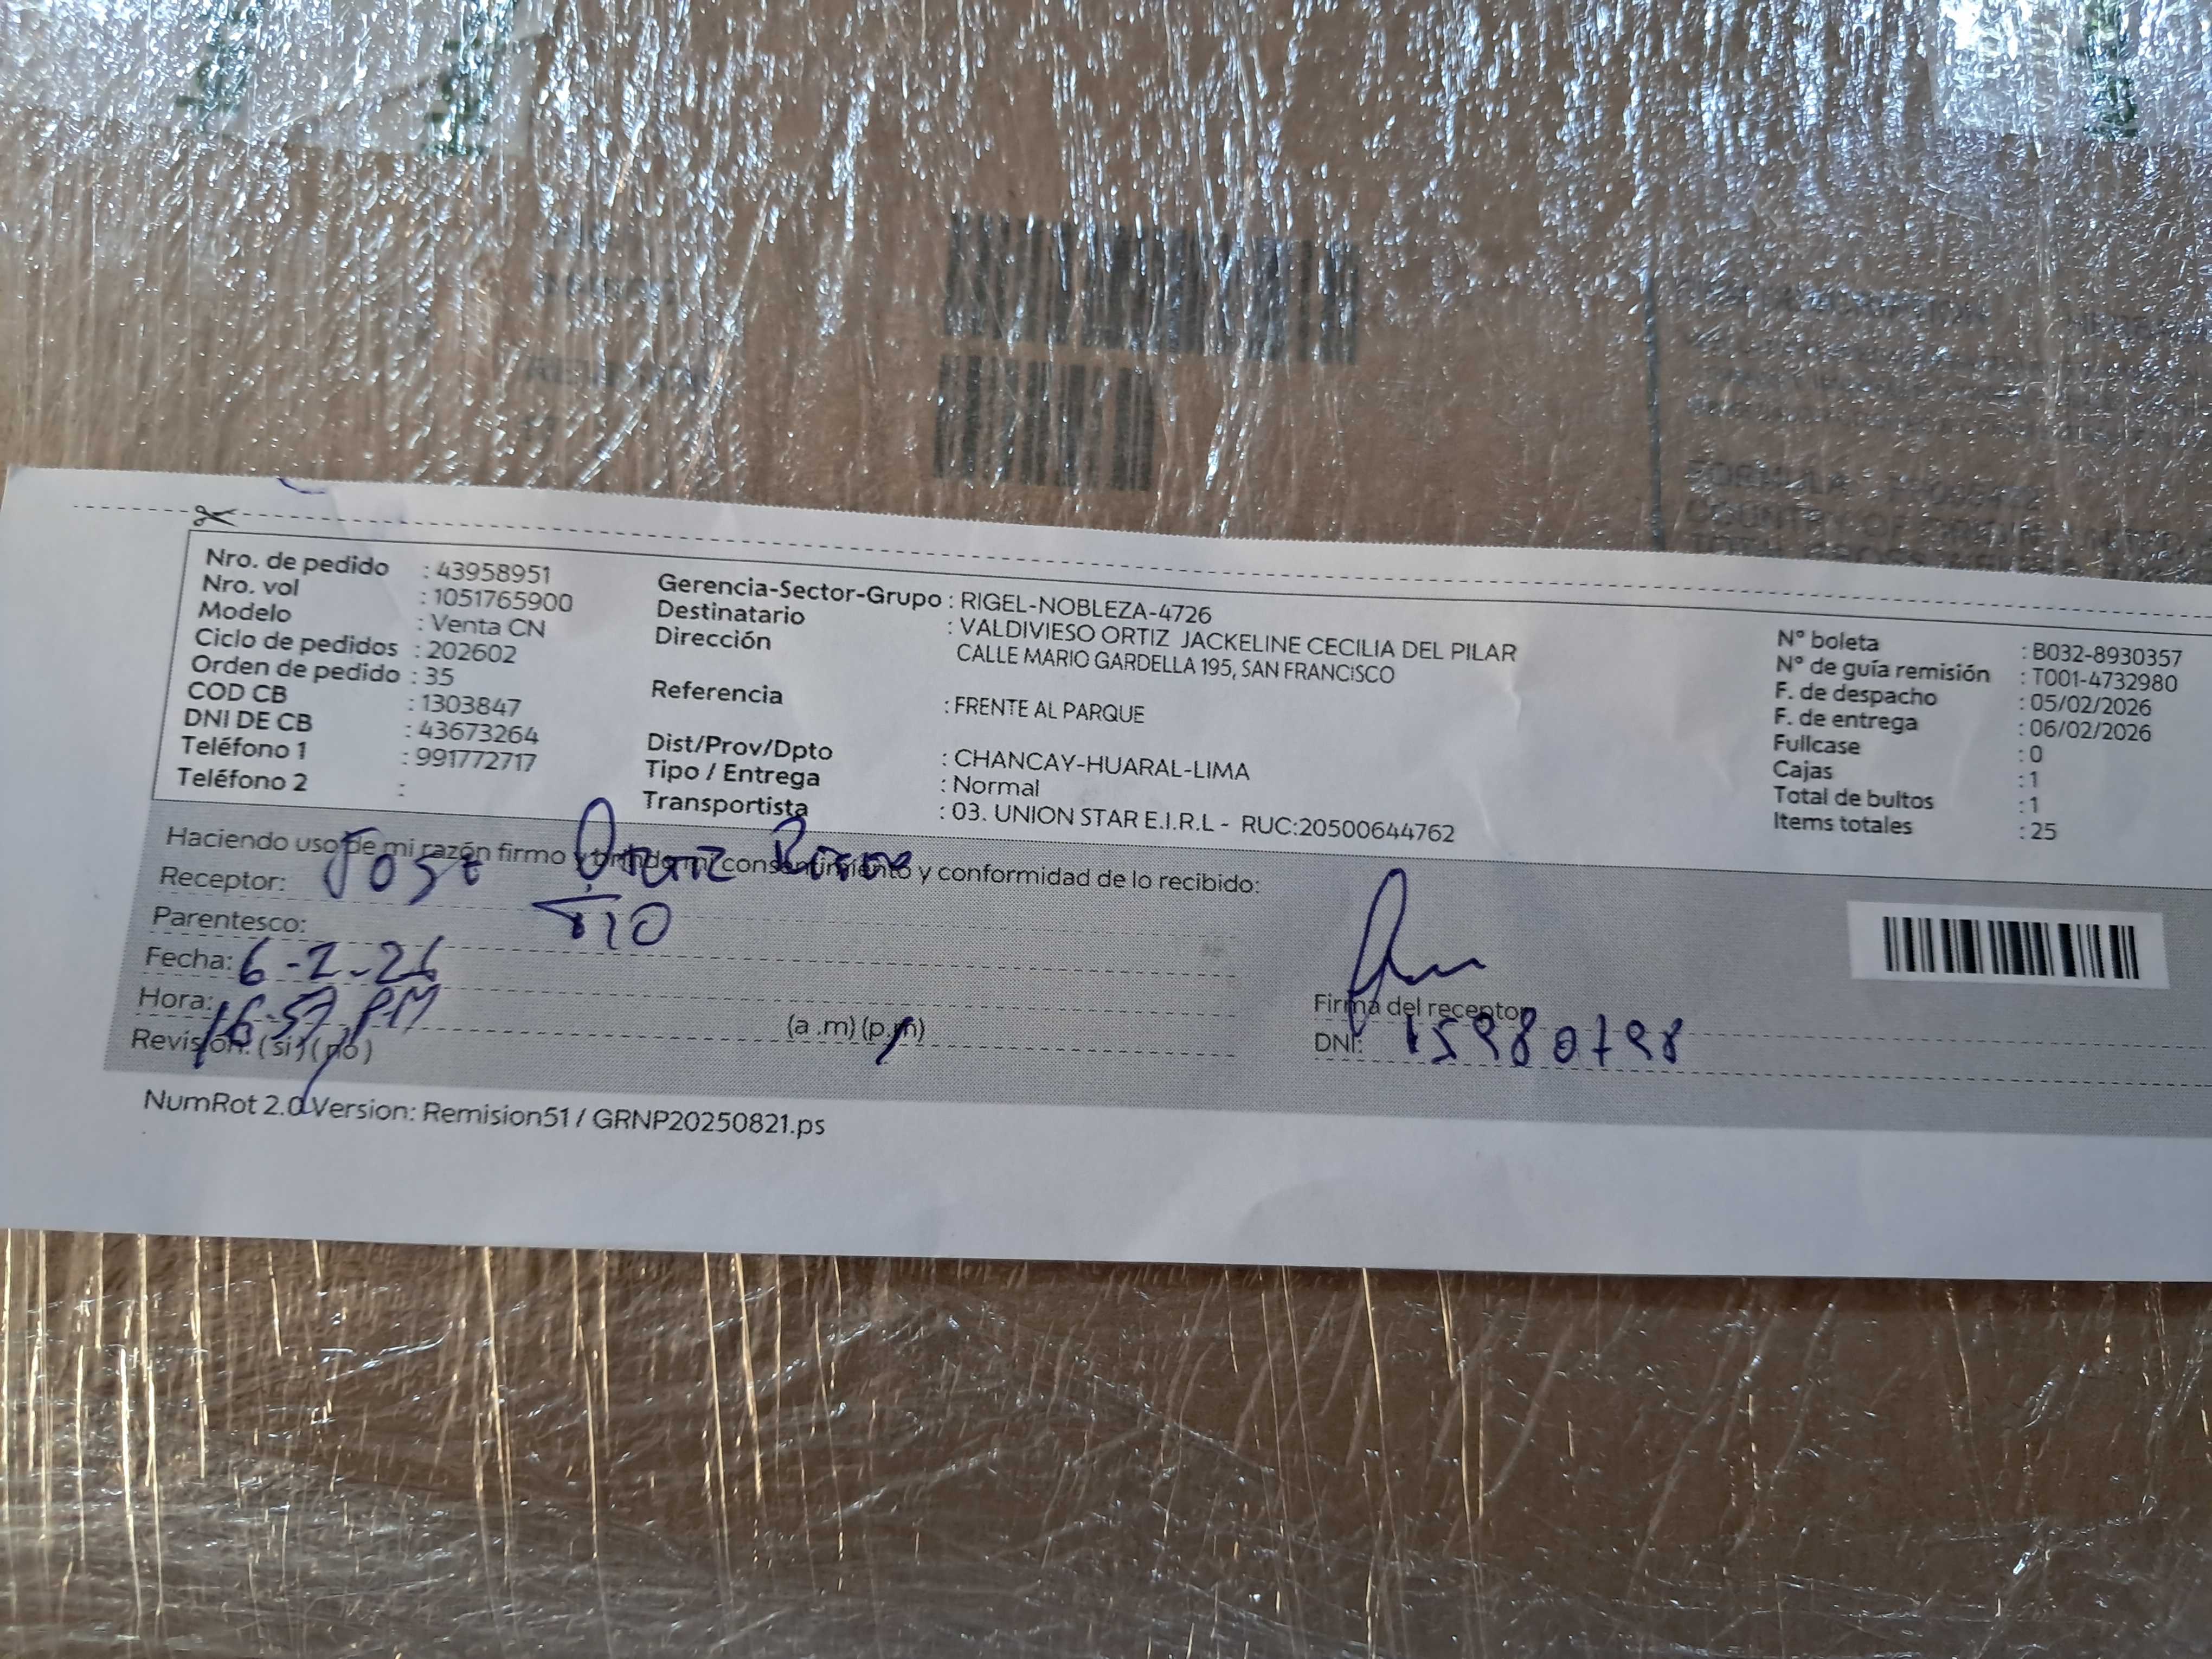 Nro. de pedido : 43958951
Nro. vol : 1051765900
Modelo : Venta CN
Ciclo de pedidos : 202602
Orden de pedido : 35
COD CB : 1303847
DNI DE CB : 43673264
Teléfono 1 : 991772717
Teléfono 2 :
Gerencia-Sector-Grupo : RIGEL-NOBLEZA-4726
Destinatario : VALDIVIESO ORTIZ JACKELINE CECILIA DEL PILAR
Dirección CALLE MARIO GARDELLA 195, SAN FRANCISCO
Referencia : FRENTE AL PARQUE
Dist/Prov/Dpto : CHANCAY-HUARAL-LIMA
Tipo / Entrega : Normal
Transportista : 03. UNION STAR E.I.R.L - RUC:20500644762
N° boleta : B032-8930357
N° de guía remisión : T001-4732980
F. de despacho : 05/02/2026
F. de entrega : 06/02/2026
Fullcase : 0
Cajas : 1
Total de bultos : 1
Items totales : 25
Haciendo uso de mi razón firmo y brindo mi consentimiento y conformidad de lo recibido:
Receptor: Jose
Parentesco: TIO
Fecha: 6-2-26
Hora: 16:57 PM (a .m) (p.m)
Revisión: ( si ) ( no )
Firma del receptor
DNI:
NumRot 2.0 Version: Remision51 / GRNP20250821.ps
FORMULA
COUNTRY OF ORIGIN